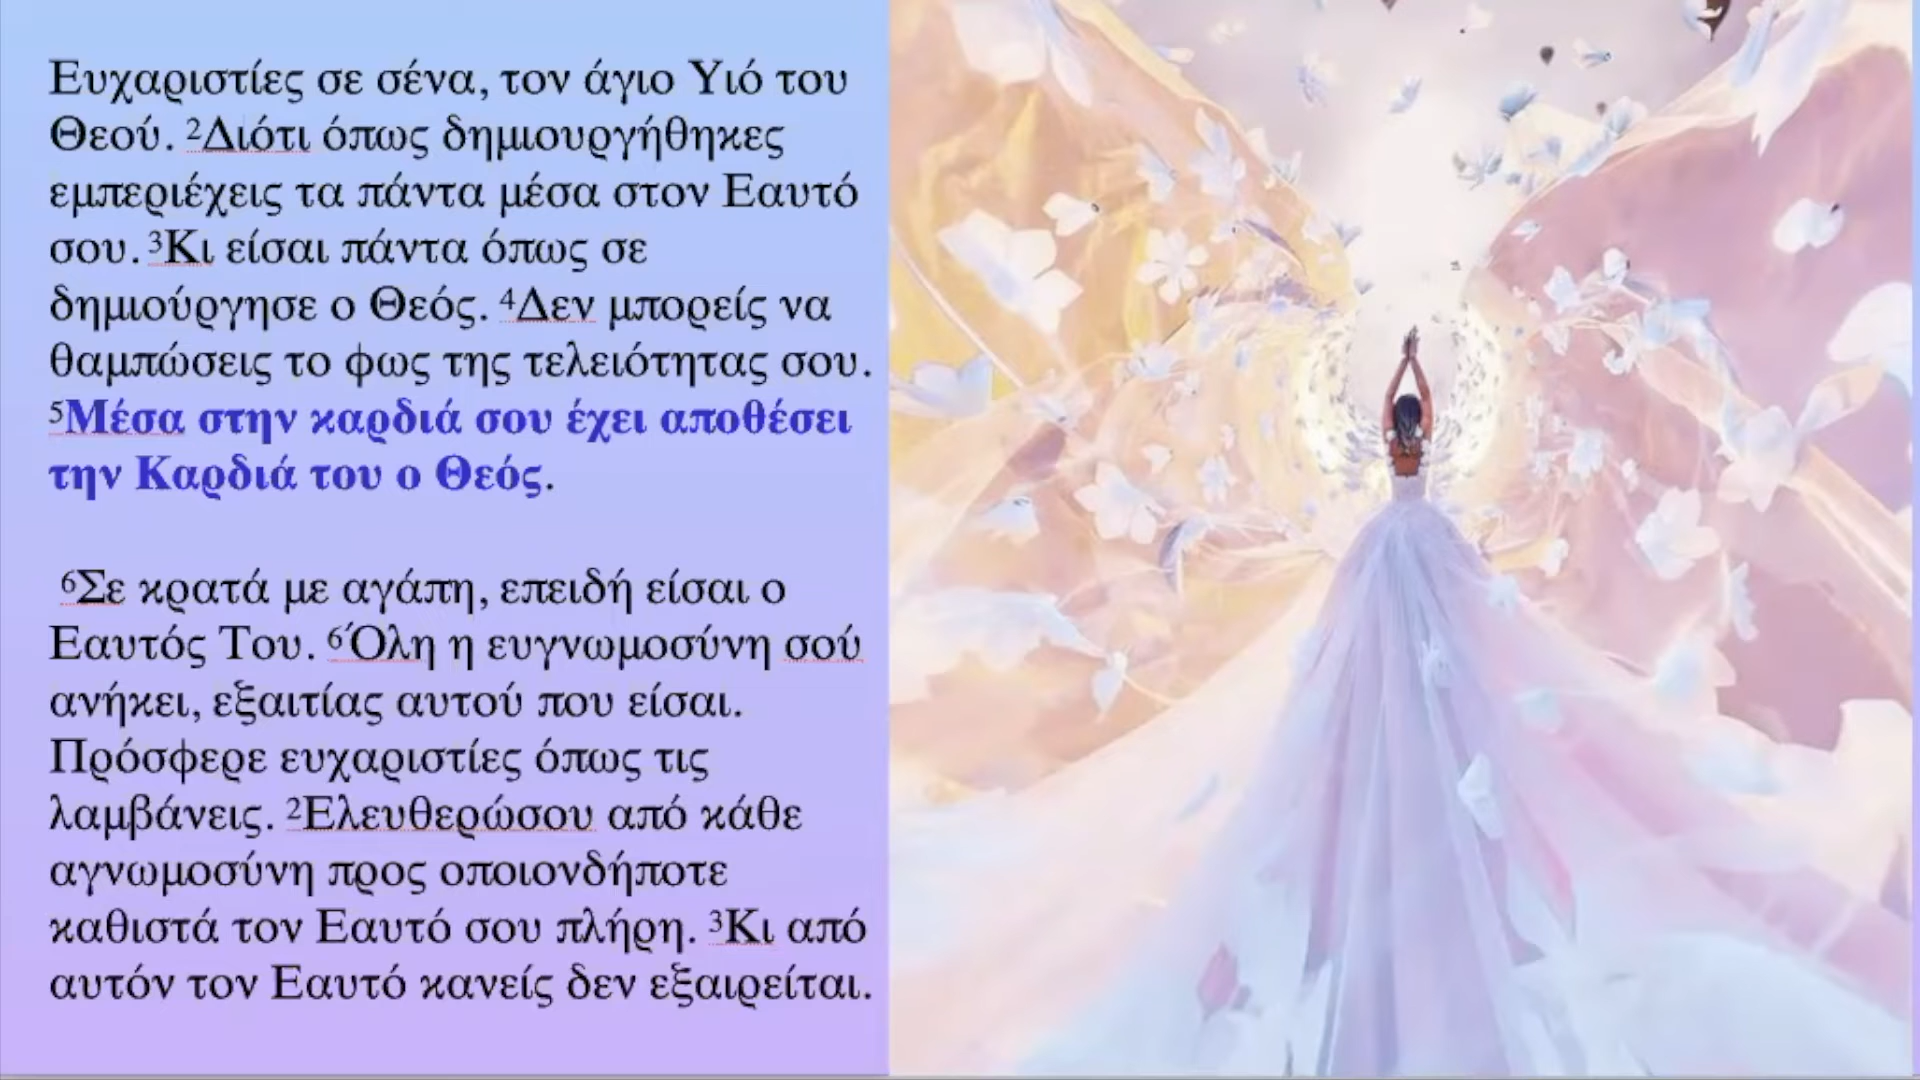 Ευχαριστίες σε σένα, τον άγιο Υιό του
Θεού. ²Διότι όπως δημιουργήθηκες
εμπεριέχεις τα πάντα μέσα στον Εαυτό
σου. ³Κι είσαι πάντα όπως σε
δημιούργησε ο Θεός. ⁴Δεν μπορείς να
θαμπώσεις το φως της τελειότητας σου.
⁵Μέσα στην καρδιά σου έχει αποθέσει
την Καρδιά του ο Θεός.
⁶Σε κρατά με αγάπη, επειδή είσαι ο
Εαυτός Του. ⁶Όλη η ευγνωμοσύνη σού
ανήκει, εξαιτίας αυτού που είσαι.
Πρόσφερε ευχαριστίες όπως τις
λαμβάνεις. ²Ελευθερώσου από κάθε
αγνωμοσύνη προς οποιονδήποτε
καθιστά τον Εαυτό σου πλήρη. ³Κι από
αυτόν τον Εαυτό κανείς δεν εξαιρείται.